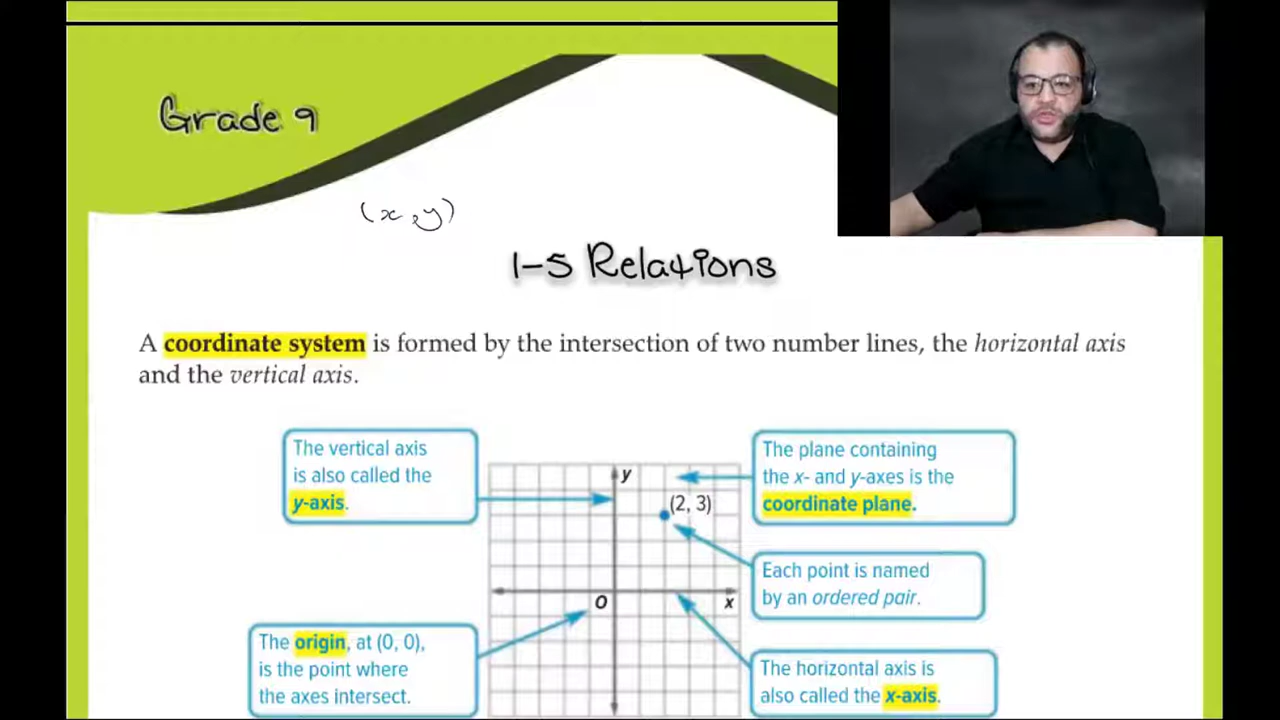 Grade 9
(x, y)
1-5 Relations
A coordinate system is formed by the intersection of two number lines, the horizontal axis
and the vertical axis.
The vertical axis
is also called the
y-axis.
The plane containing
the x- and y-axes is the
coordinate plane.
y
(2, 3)
Each point is named
by an ordered pair.
O
x
The origin, at (0, 0),
is the point where
the axes intersect.
The horizontal axis is
also called the x-axis.